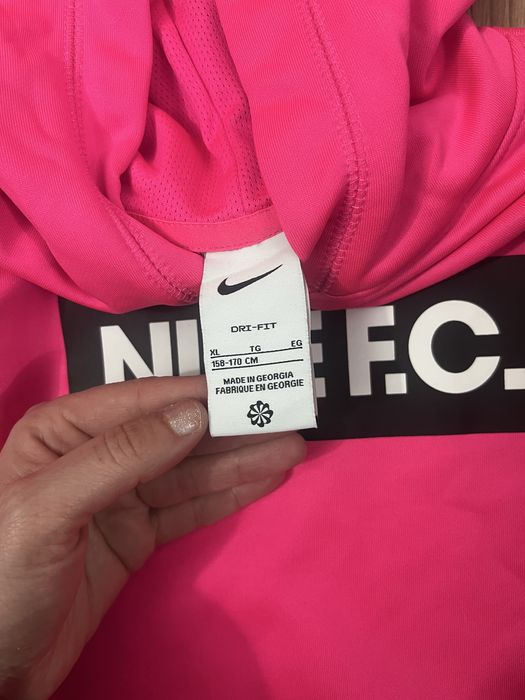 DRI-FIT
XL TG EG
158-170 CM
MADE IN GEORGIA
FABRIQUE EN GEORGIE
F.C.